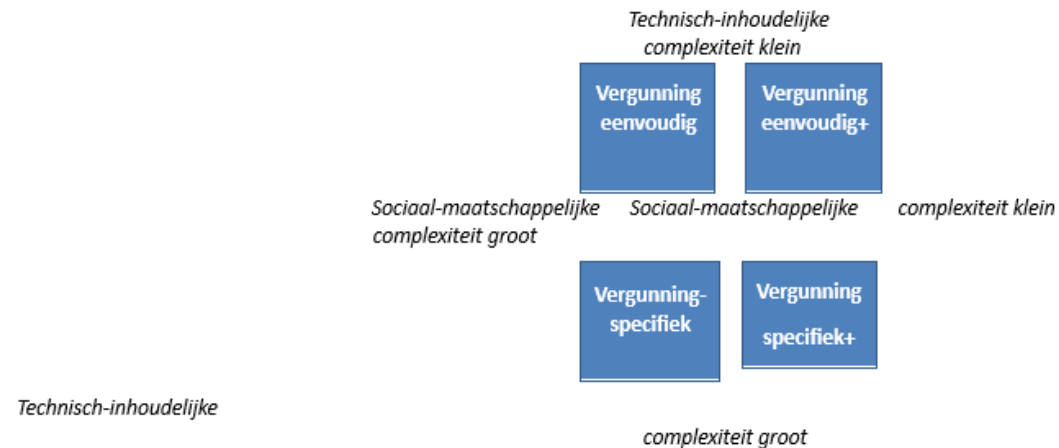 Technisch-inhoudelijke
complexiteit klein
Vergunning
eenvoudig
Vergunning
eenvoudig+
Sociaal-maatschappelijke
complexiteit groot
Sociaal-maatschappelijke
complexiteit klein
Vergunning-
specifiek
Vergunning
specifiek+
Technisch-inhoudelijke
complexiteit groot